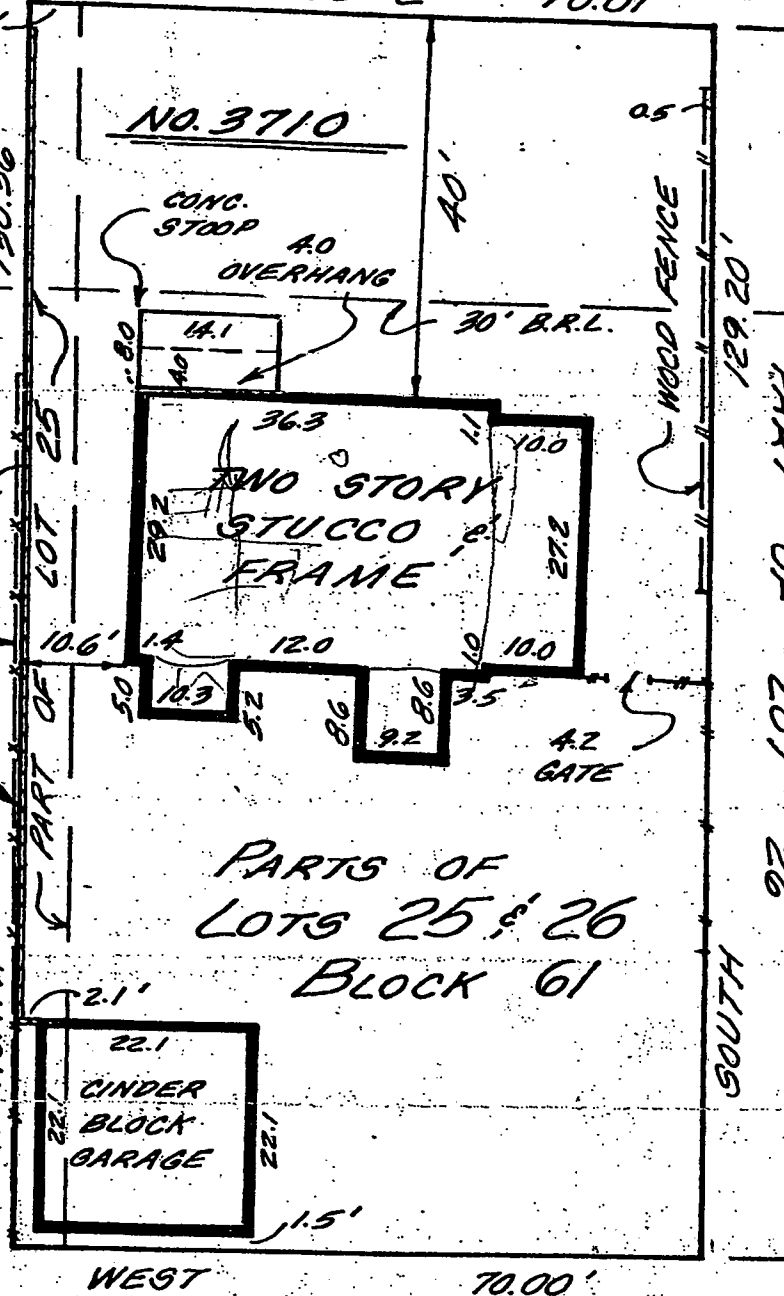 70.01
NO. 3710
0.5
CONC.
STOOP
4.0
OVERHANG
40'
WOOD FENCE
129.20'
30' B.R.L.
8.0
14.1
4.0
36.3
1.1
10.0
TWO STORY
STUCCO &
FRAME
29.2
27.2
PART OF LOT 25
10.6'
1.4
12.0
1.0
10.0
5.0
10.3
5.2
8.6
9.2
8.6
3.5
4.2
GATE
PARTS OF
LOTS 25 & 26
BLOCK 61
SOUTH
2.1'
22.1
CINDER
BLOCK
GARAGE
22.1
22.1
1.5'
WEST
70.00'